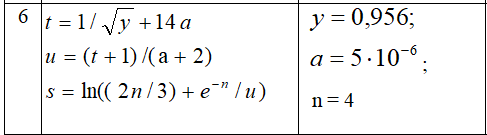 6
t = 1/√y + 14 a
u = (t + 1) /( a + 2)
s = ln(( 2n / 3) + e⁻ⁿ / u)
y = 0,956;
a = 5·10⁻⁶ ;
n = 4